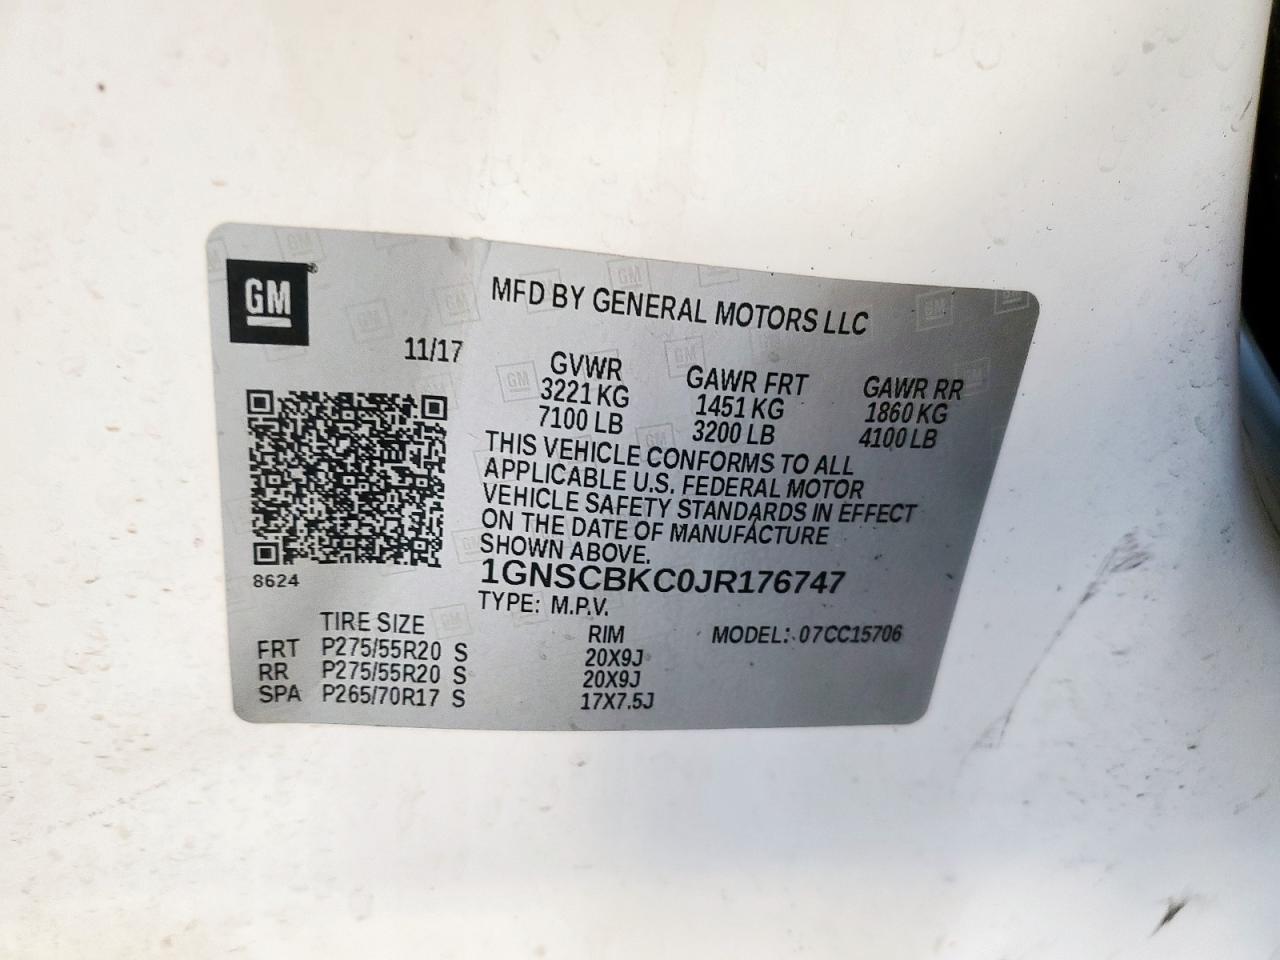 GM
MFD BY GENERAL MOTORS LLC
11/17
GVWR GAWR FRT GAWR RR
3221 KG 1451 KG 1860 KG
7100 LB 3200 LB 4100 LB
THIS VEHICLE CONFORMS TO ALL
APPLICABLE U.S. FEDERAL MOTOR
VEHICLE SAFETY STANDARDS IN EFFECT
ON THE DATE OF MANUFACTURE
SHOWN ABOVE.
8624
1GNSCBKC0JR176747
TYPE: M.P.V.
TIRE SIZE RIM MODEL: 07CC15706
FRT P275/55R20 S 20X9J
RR P275/55R20 S 20X9J
SPA P265/70R17 S 17X7.5J